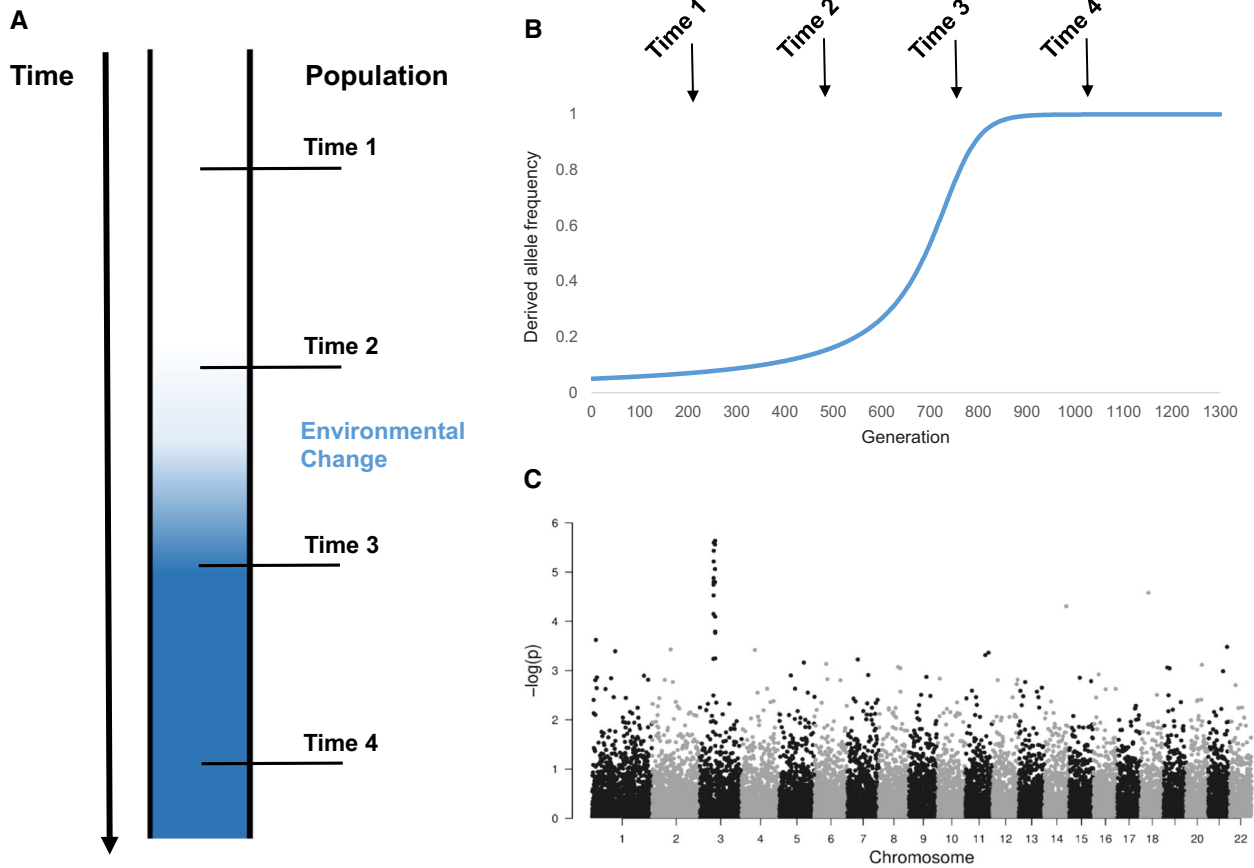 A
Time
Population
Time 1
Time 2
Environmental
Change
Time 3
Time 4
B
Time 1
Time 2
Time 3
Time 4
Derived allele frequency
1
0.8
0.6
0.4
0.2
0
0 100 200 300 400 500 600 700 800 900 1000 1100 1200 1300
Generation
C
−log(p)
6
5
4
3
2
1
0
1 2 3 4 5 6 7 8 9 10 11 12 13 14 15 16 17 18 20 22
Chromosome